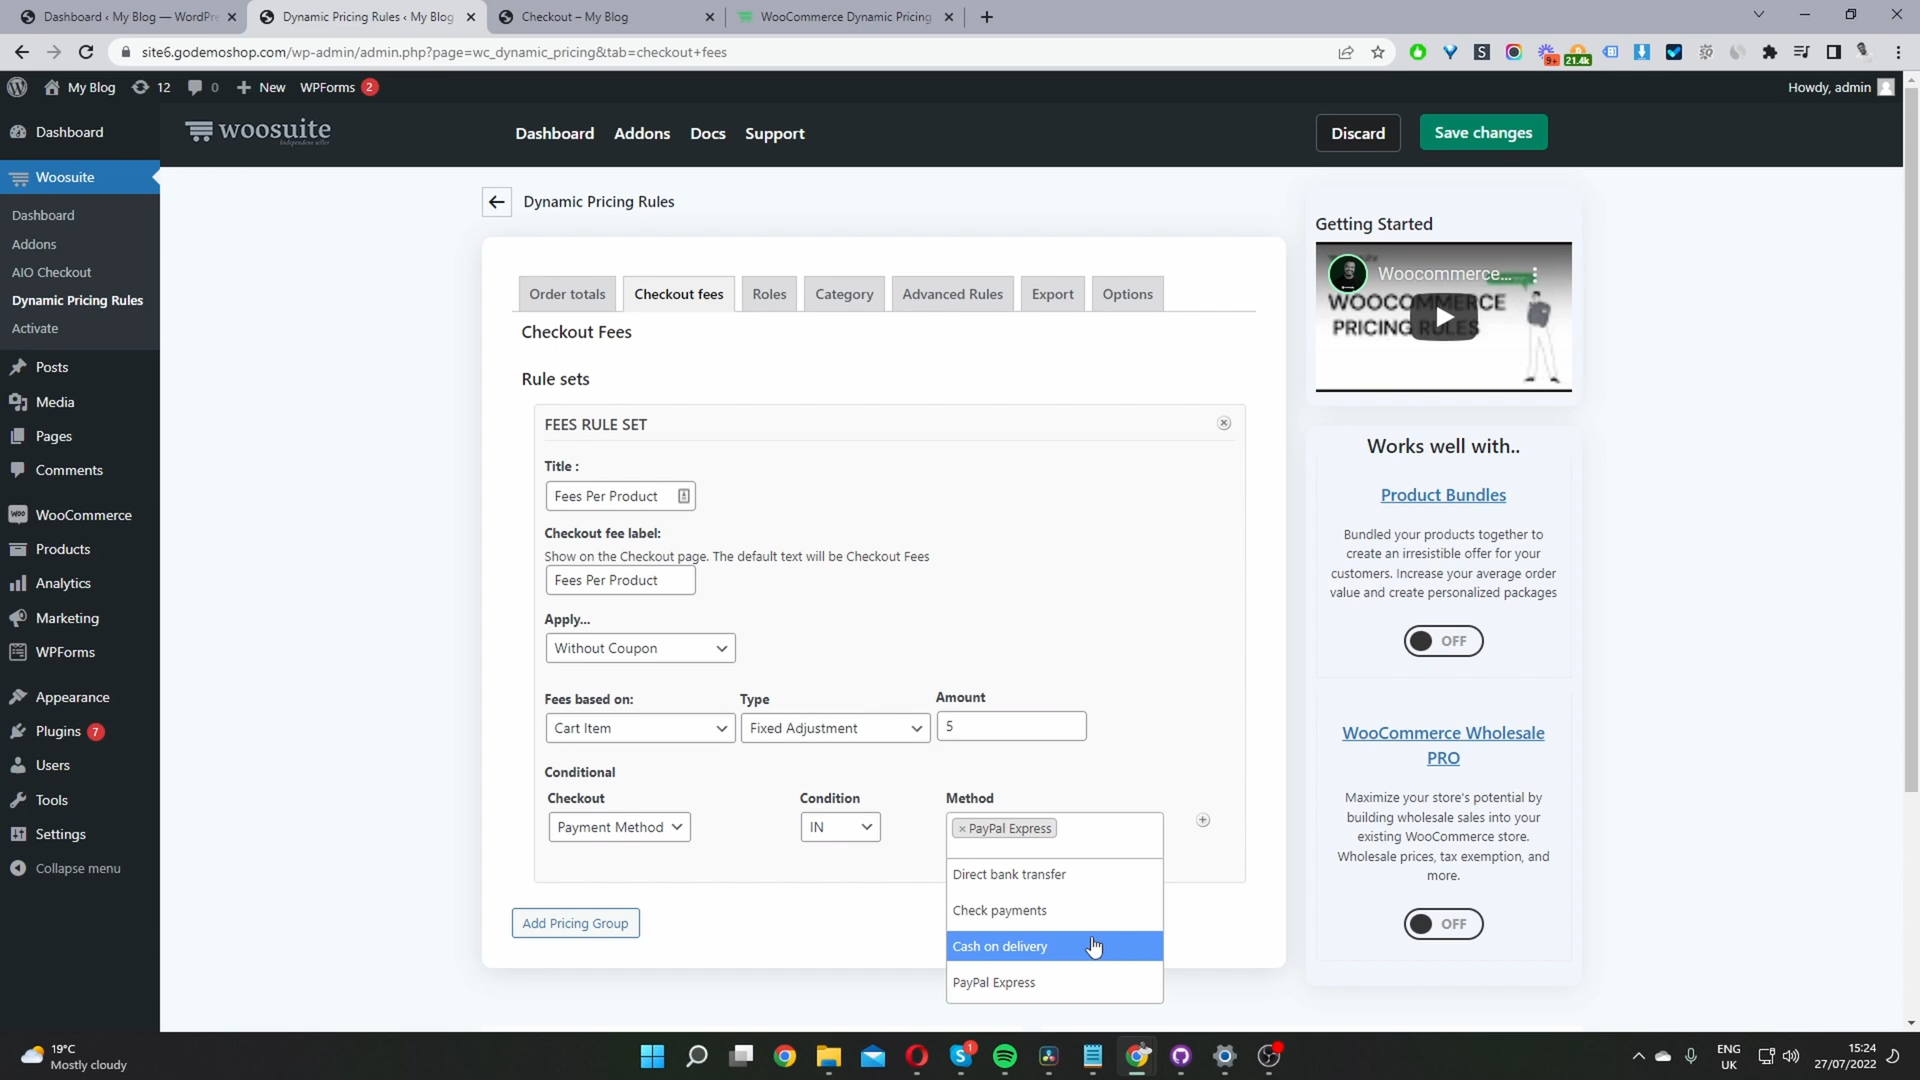 Dashboard ‹ My Blog — WordPre
Dynamic Pricing Rules ‹ My Blog
Checkout – My Blog
WooCommerce Dynamic Pricing
site6.godemoshop.com/wp-admin/admin.php?page=wc_dynamic_pricing&tab=checkout+fees
9+
21.4k
My Blog
12
0
New
WPForms 2
Howdy, admin
woosuite
Independent seller
Dashboard
Addons
Docs
Support
Discard
Save changes
Dashboard
Woosuite
Dashboard
Addons
AIO Checkout
Dynamic Pricing Rules
Activate
Posts
Media
Pages
Comments
WooCommerce
Products
Analytics
Marketing
WPForms
Appearance
Plugins 7
Users
Tools
Settings
Collapse menu
Dynamic Pricing Rules
Order totals
Checkout fees
Roles
Category
Advanced Rules
Export
Options
Checkout Fees
Rule sets
FEES RULE SET
Title :
Fees Per Product
Checkout fee label:
Show on the Checkout page. The default text will be Checkout Fees
Fees Per Product
Apply...
Without Coupon
Fees based on:
Type
Amount
Cart Item
Fixed Adjustment
5
Conditional
Checkout
Condition
Method
Payment Method
IN
× PayPal Express
Direct bank transfer
Check payments
Cash on delivery
PayPal Express
Add Pricing Group
Getting Started
Woocommerce...
WOOCOMMERCE
PRICING RULES
Works well with..
Product Bundles
Bundled your products together to
create an irresistible offer for your
customers. Increase your average order
value and create personalized packages
OFF
WooCommerce Wholesale
PRO
Maximize your store's potential by
building wholesale sales into your
existing WooCommerce store.
Wholesale prices, tax exemption, and
more.
OFF
19°C
Mostly cloudy
1
ENG
UK
15:24
27/07/2022